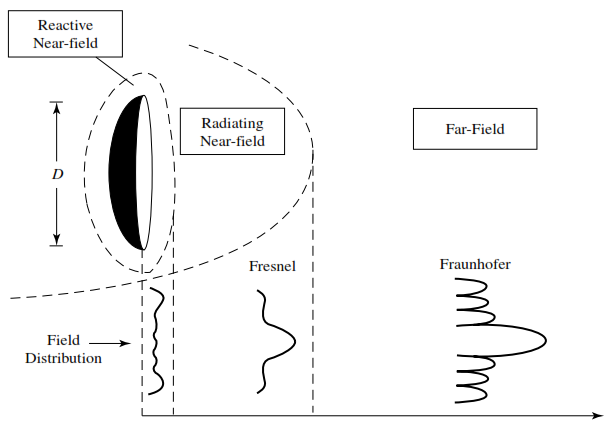 Reactive
Near-field
Radiating
Near-field
Far-Field
D
Fresnel
Fraunhofer
Field
Distribution